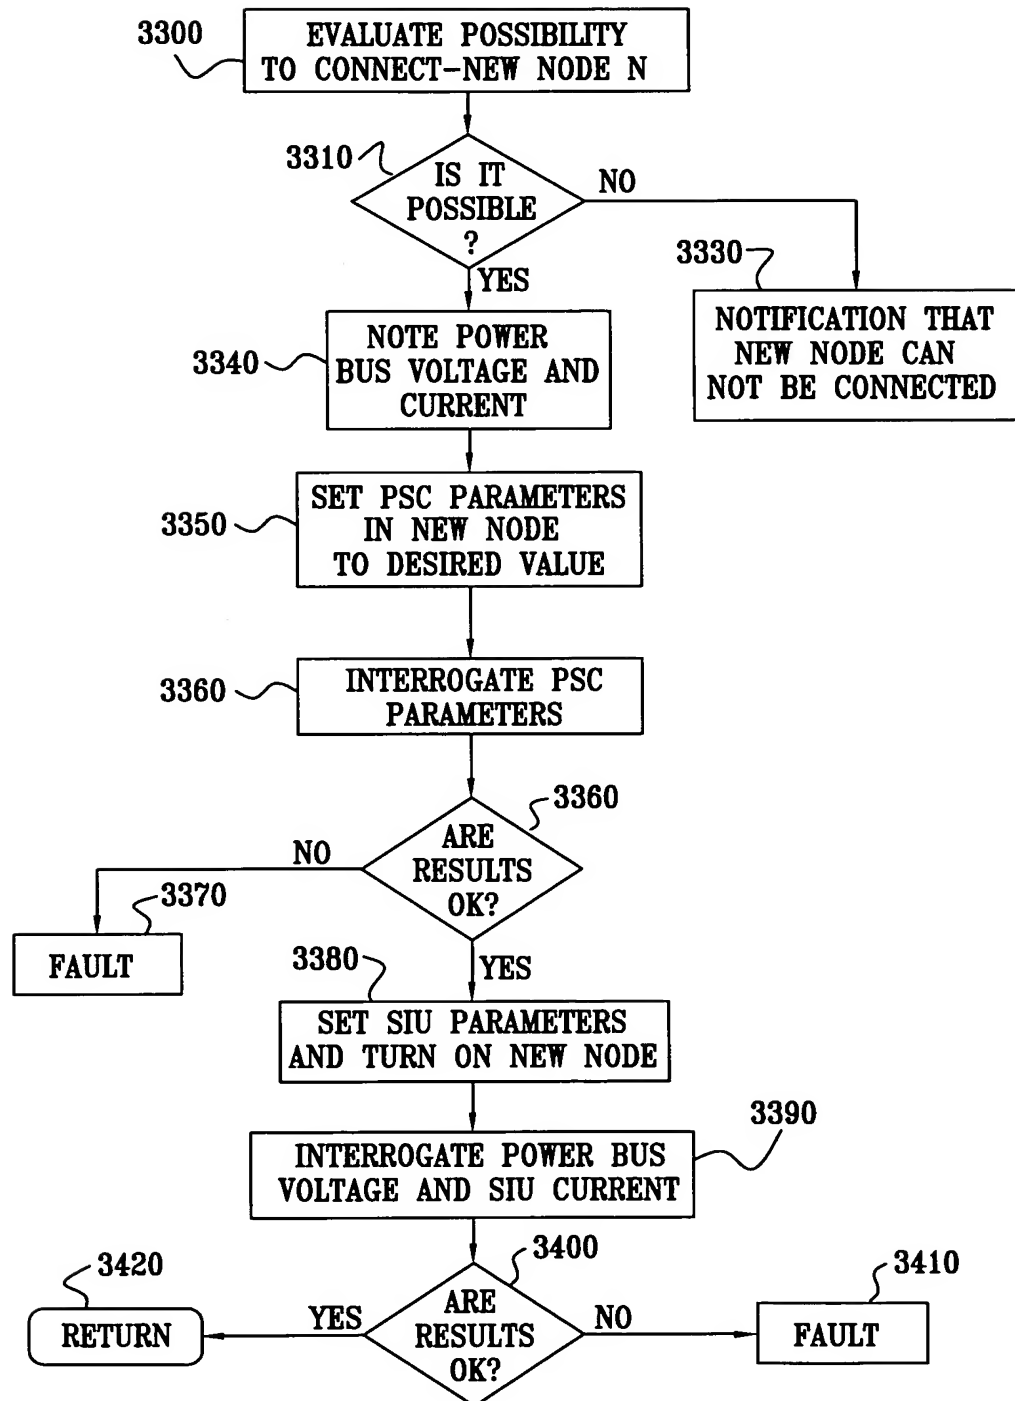 3300
EVALUATE POSSIBILITY
TO CONNECT-NEW NODE N
3310
IS IT
POSSIBLE
?
NO
YES
3330
NOTIFICATION THAT
NEW NODE CAN
NOT BE CONNECTED
3340
NOTE POWER
BUS VOLTAGE AND
CURRENT
3350
SET PSC PARAMETERS
IN NEW NODE
TO DESIRED VALUE
3360
INTERROGATE PSC
PARAMETERS
3360
ARE
RESULTS
OK?
NO
3370
FAULT
YES
3380
SET SIU PARAMETERS
AND TURN ON NEW NODE
3390
INTERROGATE POWER BUS
VOLTAGE AND SIU CURRENT
3400
ARE
RESULTS
OK?
YES
3420
RETURN
NO
3410
FAULT